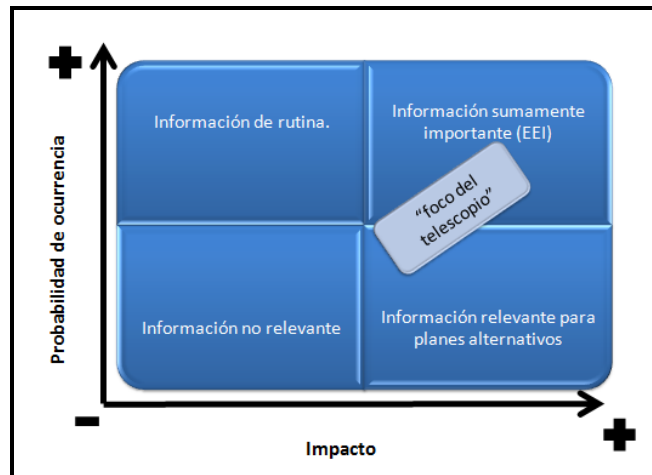 Probabilidad de ocurrencia
Información de rutina.
Información sumamente
importante (EEI)
"foco del
telescopio"
Información no relevante
Información relevante para
planes alternativos
Impacto